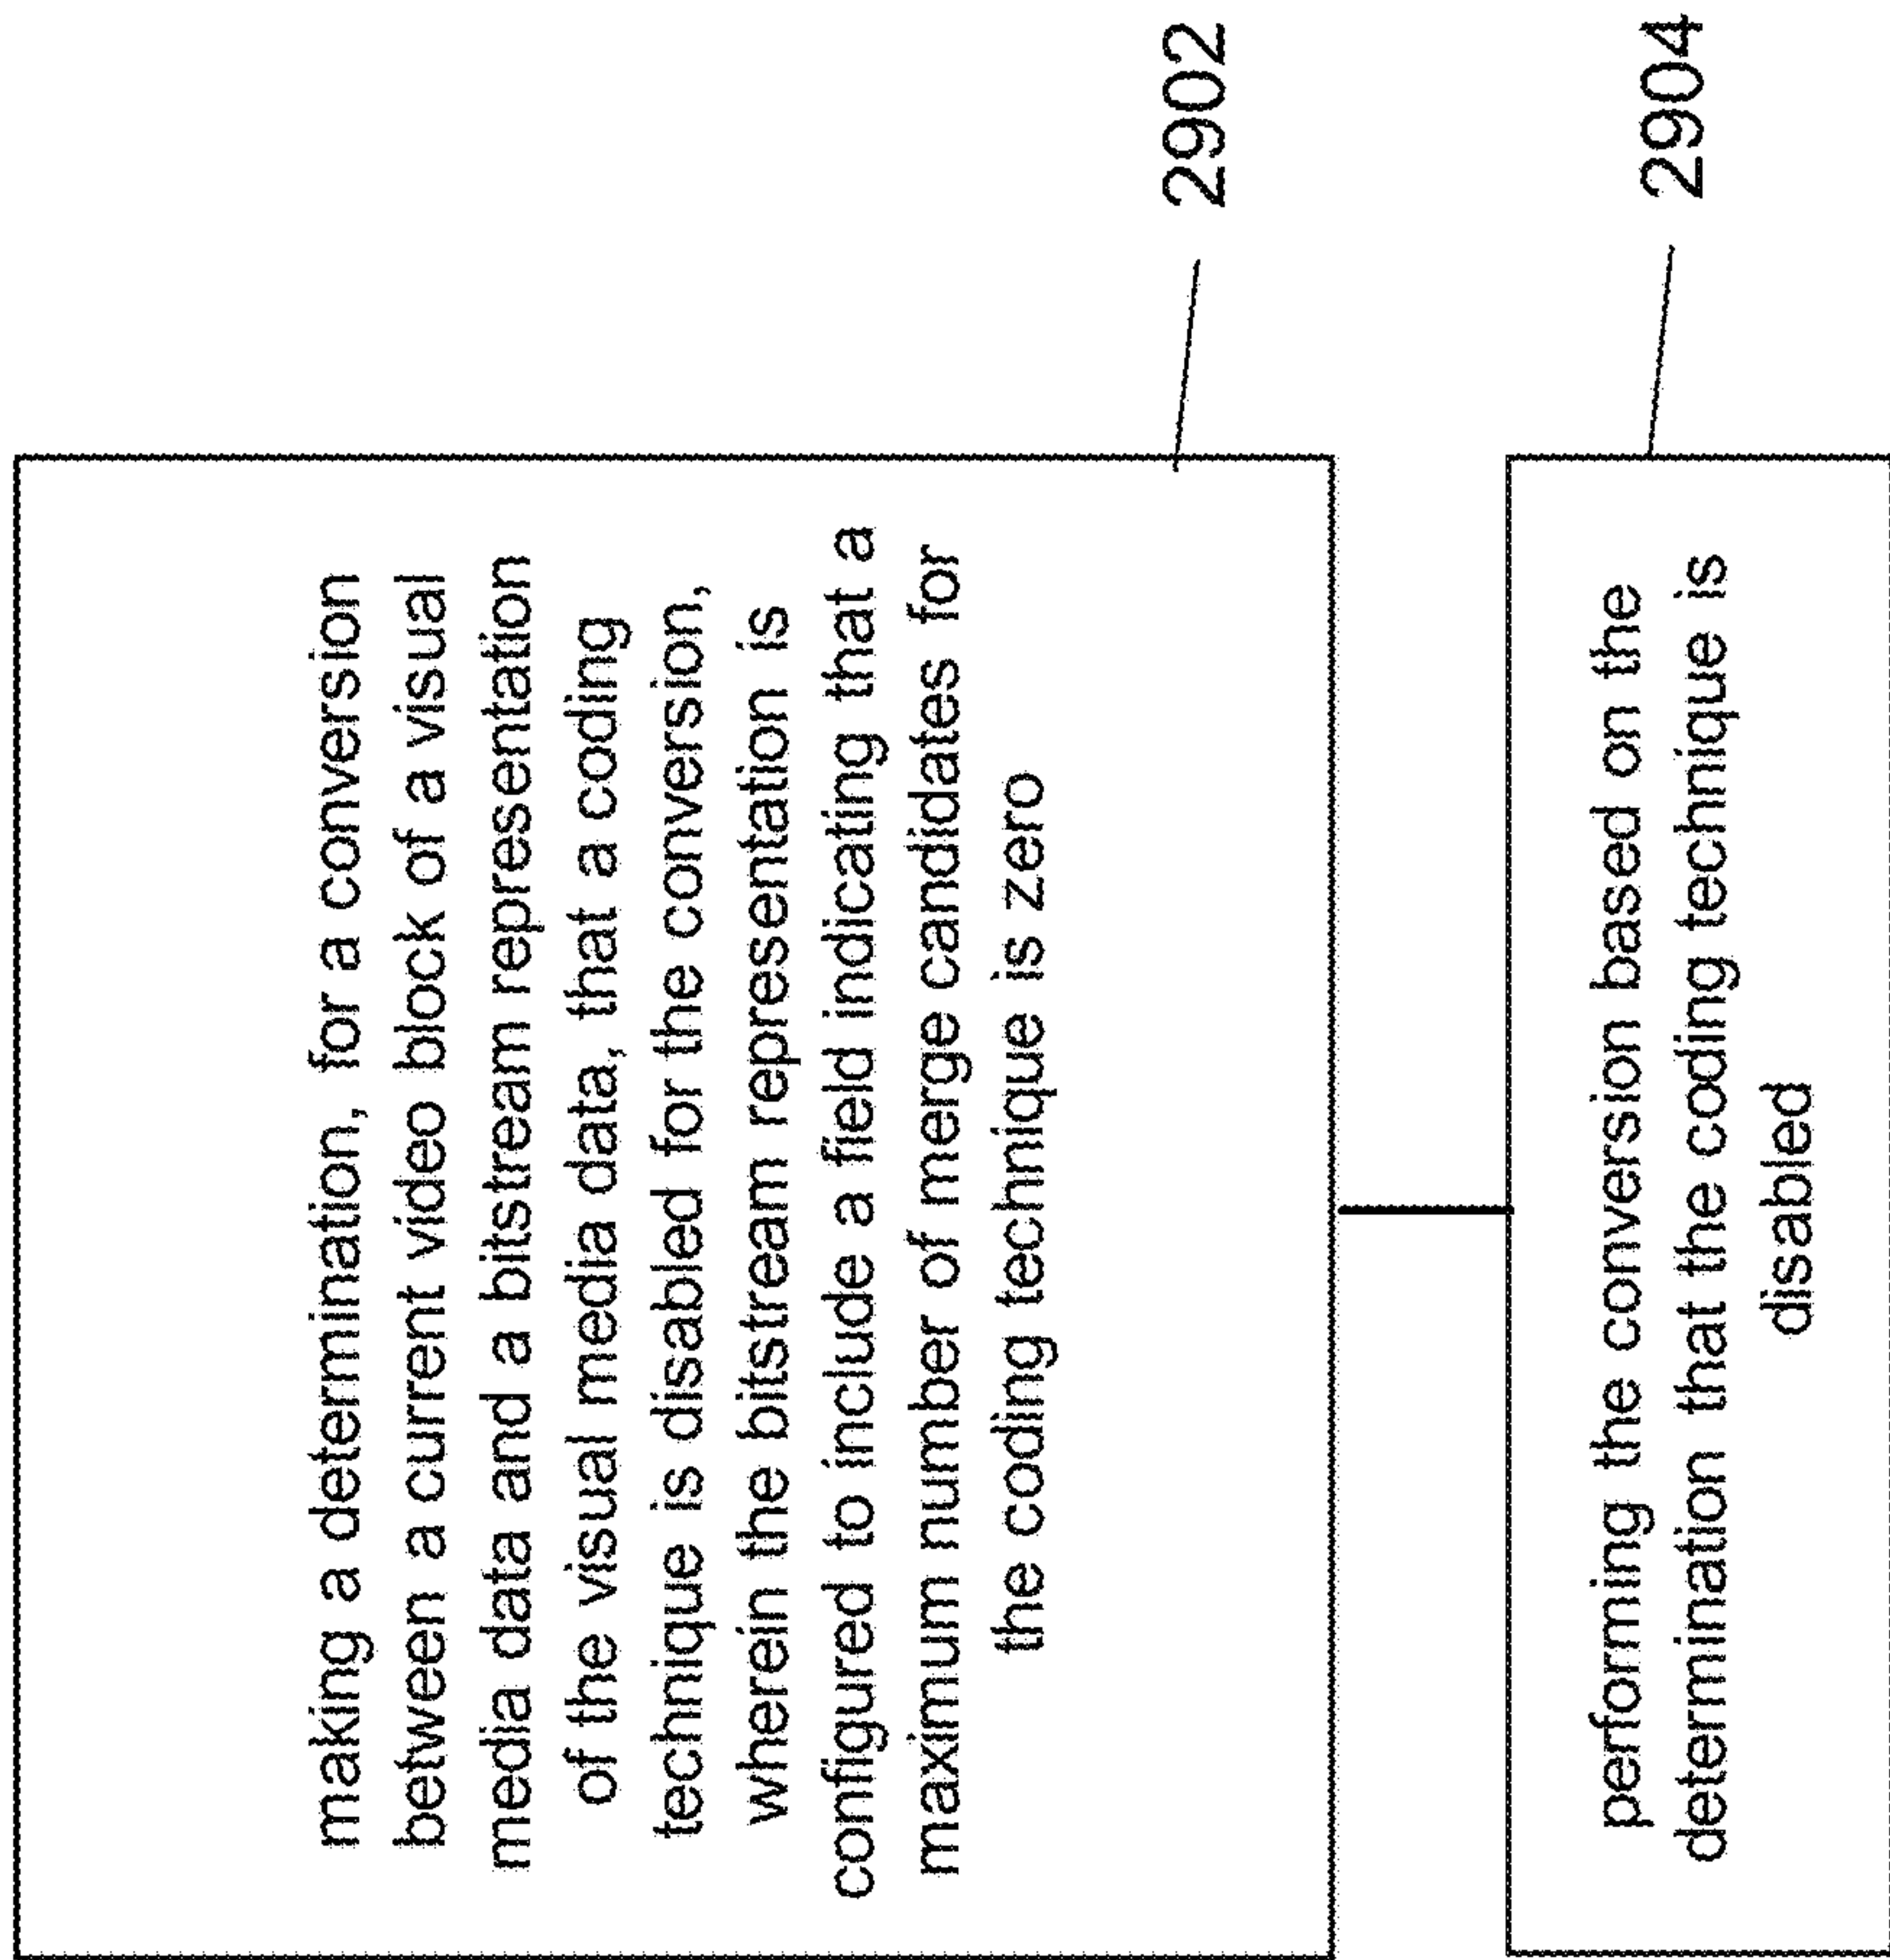 making a determination, for a conversion
between a current video block of a visual
media data and a bitstream representation
of the visual media data, that a coding
technique is disabled for the conversion,
wherein the bitstream representation is
configured to include a field indicating that a
maximum number of merge candidates for
the coding technique is zero
2902
performing the conversion based on the
determination that the coding technique is
disabled
2904